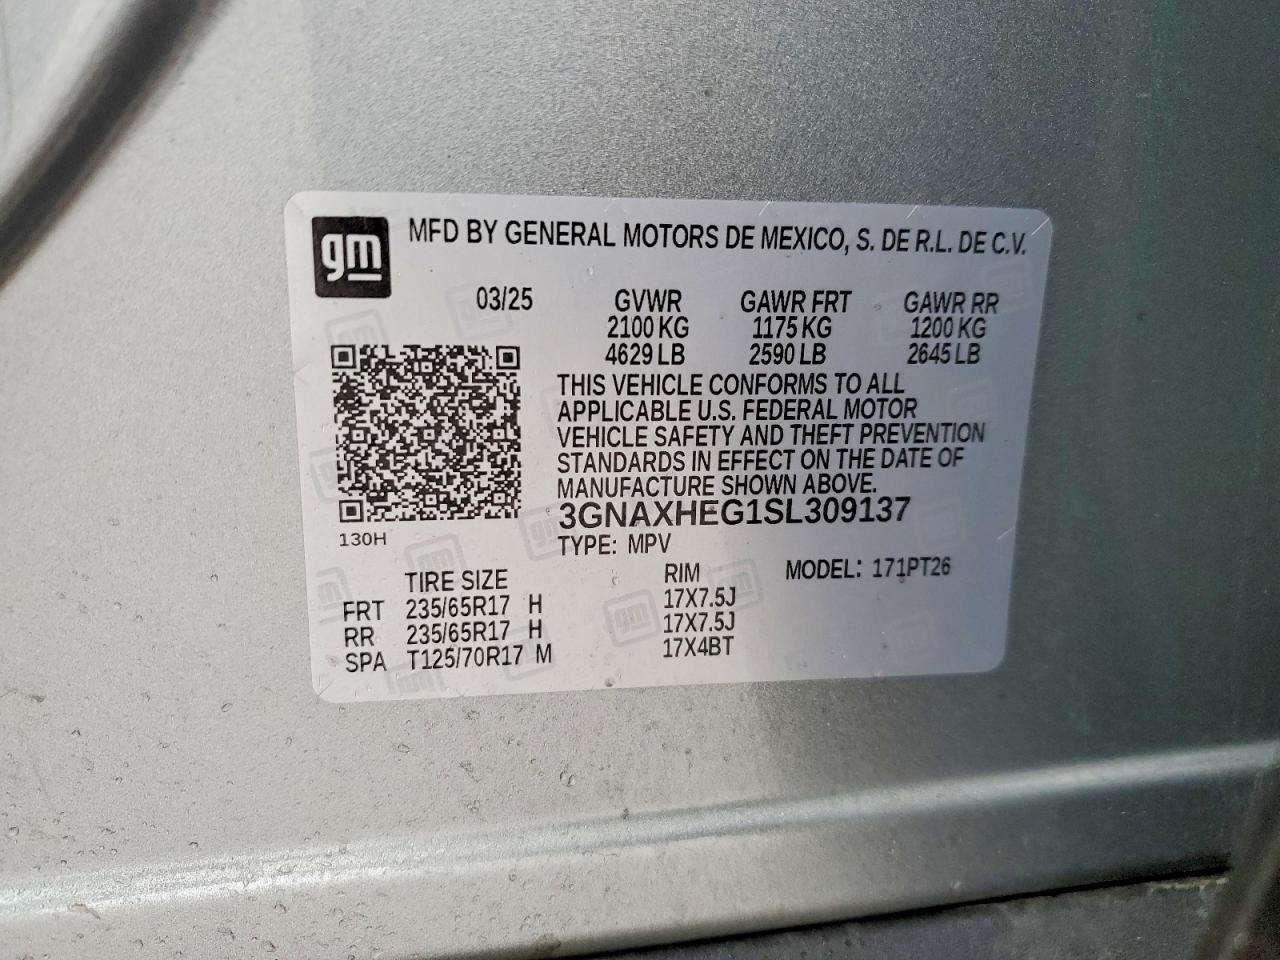 gm
MFD BY GENERAL MOTORS DE MEXICO, S. DE R.L. DE C.V.
03/25 GVWR GAWR FRT GAWR RR
2100 KG 1175 KG 1200 KG
4629 LB 2590 LB 2645 LB
THIS VEHICLE CONFORMS TO ALL
APPLICABLE U.S. FEDERAL MOTOR
VEHICLE SAFETY AND THEFT PREVENTION
STANDARDS IN EFFECT ON THE DATE OF
MANUFACTURE SHOWN ABOVE.
3GNAXHEG1SL309137
130H
TYPE: MPV
TIRE SIZE RIM MODEL: 171PT26
FRT 235/65R17 H 17X7.5J
RR 235/65R17 H 17X7.5J
SPA T125/70R17 M 17X4BT